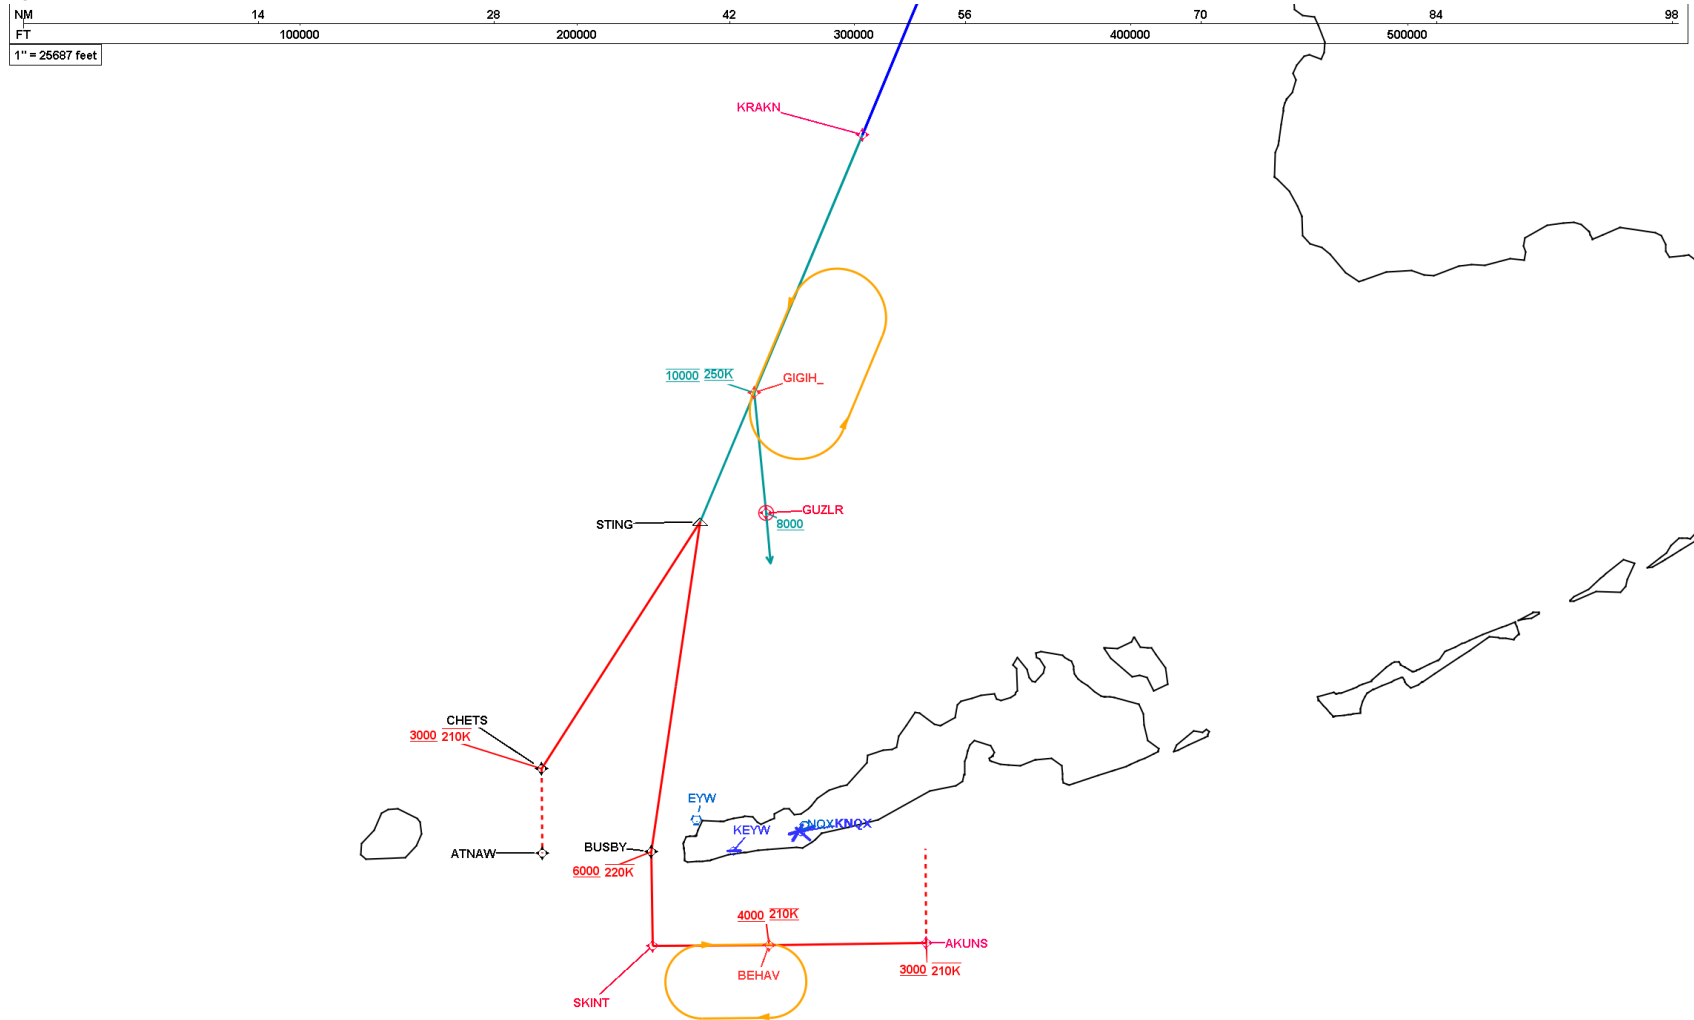 NM 14 28 42 56 70 84 98
FT 100000 200000 300000 400000 500000
1" = 25687 feet
KRAKN
10000 250K
GIGIH_
GUZLR
8000
STING
CHETS
3000 210K
EYW
NQX KNQX
KEYW
BUSBY
ATNAW
6000 220K
4000 210K
AKUNS
3000 210K
BEHAV
SKINT